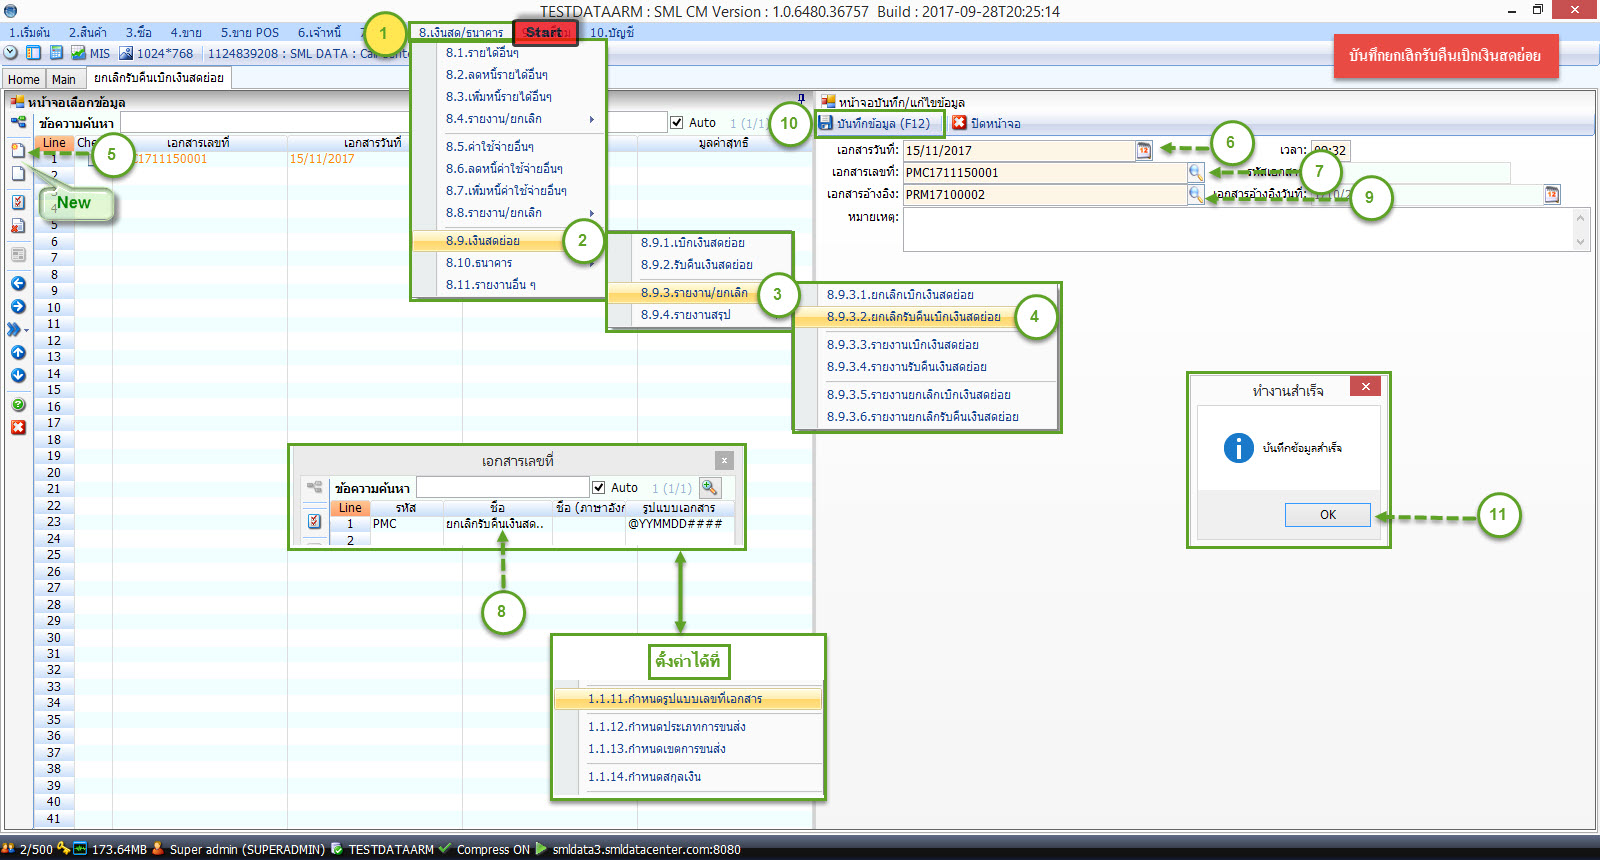 TESTDATAARM : SML CM Version : 1.0.6480.36757 Build : 2017-09-28T20:25:14
1.เริ่มต้น 2.สินค้า 3.ซื้อ 4.ขาย 5.ขาย POS 6.เจ้าหนี้ 7 1 8.เงินสด/ธนาคาร Start 10.บัญชี
MIS 1024*768 1124839208 : SML DATA :
บันทึกยกเลิกรับคืนเบิกเงินสดย่อย
Home Main ยกเลิกรับคืนเบิกเงินสดย่อย
หน้าจอเลือกข้อมูล
ข้อความค้นหา Auto 1 (1/1)
Line Che เอกสารเลขที่ เอกสารวันที่ มูลค่าสุทธิ
1 C1711150001 15/11/2017
2
3
4
5
6
7
8
9
10
11
12
13
14
15
16
17
18
19
20
21
22
23
24
25
26
27
28
29
30
31
32
33
34
35
36
37
38
39
40
41
5
New
8.1.รายได้อื่นๆ
8.2.ลดหนี้รายได้อื่นๆ
8.3.เพิ่มหนี้รายได้อื่นๆ
8.4.รายงาน/ยกเลิก
8.5.ค่าใช้จ่ายอื่นๆ
8.6.ลดหนี้ค่าใช้จ่ายอื่นๆ
8.7.เพิ่มหนี้ค่าใช้จ่ายอื่นๆ
8.8.รายงาน/ยกเลิก
8.9.เงินสดย่อย 2
8.10.ธนาคาร
8.11.รายงานอื่น ๆ
8.9.1.เบิกเงินสดย่อย
8.9.2.รับคืนเงินสดย่อย
8.9.3.รายงาน/ยกเลิก 3
8.9.4.รายงานสรุป
8.9.3.1.ยกเลิกเบิกเงินสดย่อย
8.9.3.2.ยกเลิกรับคืนเบิกเงินสดย่อย 4
8.9.3.3.รายงานเบิกเงินสดย่อย
8.9.3.4.รายงานรับคืนเงินสดย่อย
8.9.3.5.รายงานยกเลิกเบิกเงินสดย่อย
8.9.3.6.รายงานยกเลิกรับคืนเงินสดย่อย
หน้าจอบันทึก/แก้ไขข้อมูล
10 บันทึกข้อมูล (F12) ปิดหน้าจอ
เอกสารวันที่: 15/11/2017 6 เวลา: 09:32
เอกสารเลขที่: PMC1711150001 7 รหัสเอกสาร
เอกสารอ้างอิง: PRM17100002 9 เอกสารอ้างอิงวันที่:
หมายเหตุ:
ทำงานสำเร็จ
บันทึกข้อมูลสำเร็จ
OK 11
เอกสารเลขที่
ข้อความค้นหา Auto 1 (1/1)
Line รหัส ชื่อ ชื่อ (ภาษาอังก รูปแบบเอกสาร
1 PMC ยกเลิกรับคืนเงินสด.. @YYMMDD####
2
8
ตั้งค่าได้ที่
1.1.11.กำหนดรูปแบบเลขที่เอกสาร
1.1.12.กำหนดประเภทการขนส่ง
1.1.13.กำหนดเขตการขนส่ง
1.1.14.กำหนดสกุลเงิน
2/500 173.64MB Super admin (SUPERADMIN) TESTDATAARM Compress ON smldata3.smldatacenter.com:8080